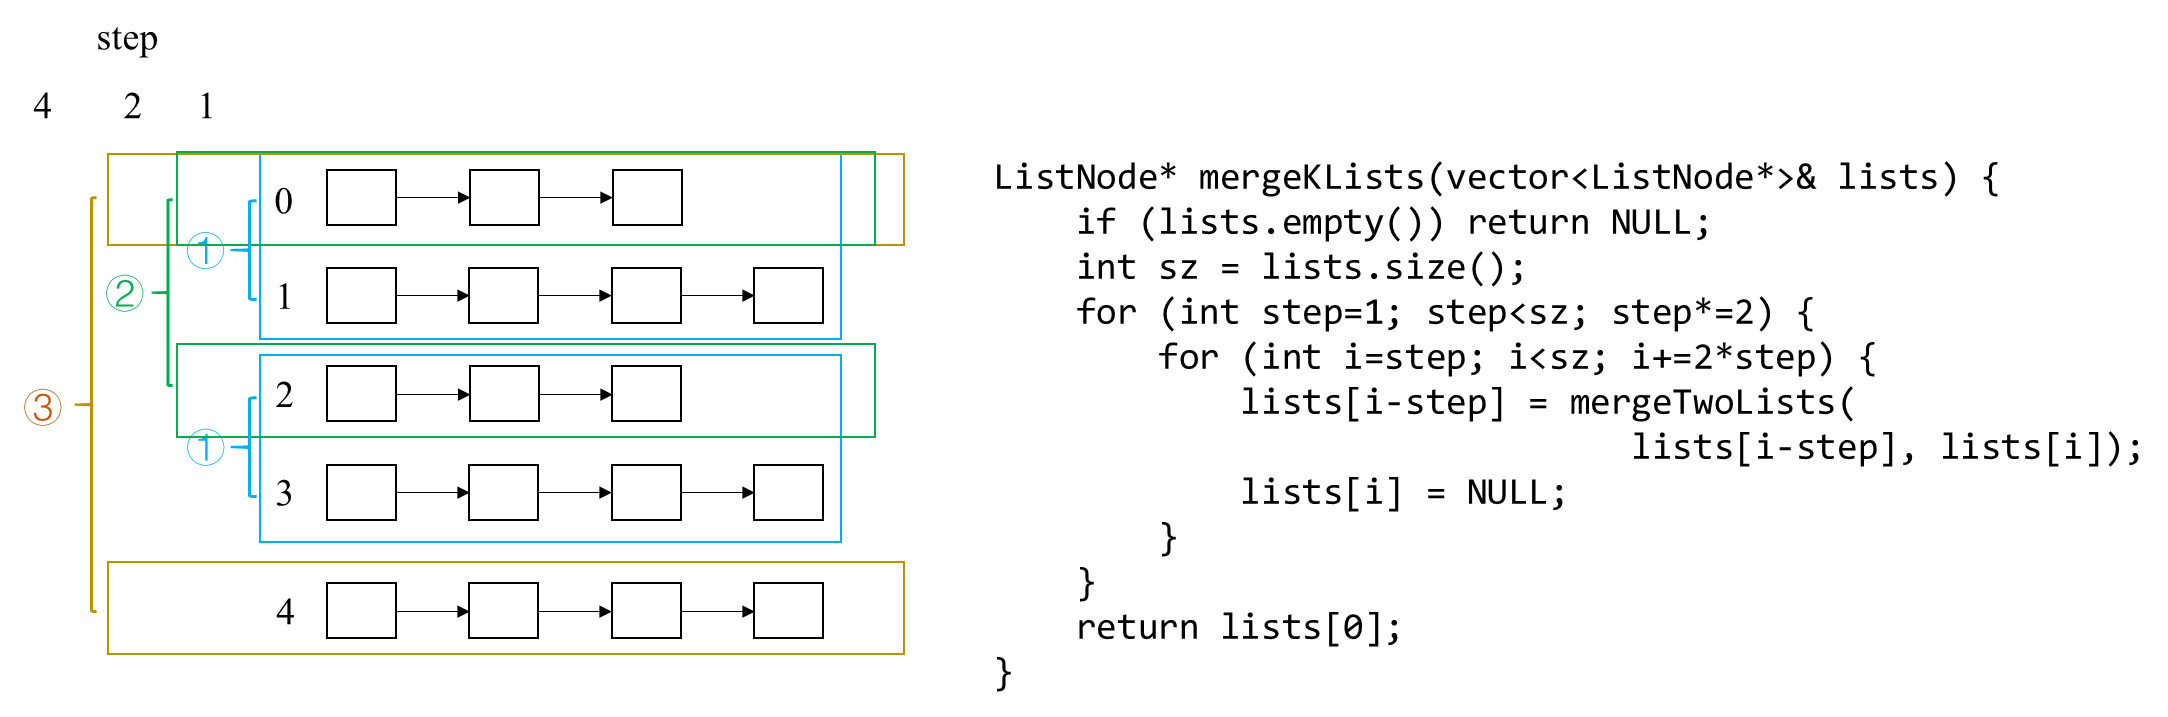 step
4 2 1
0
①
1
②
2
③
①
3
4
ListNode* mergeKLists(vector<ListNode*>& lists) {
    if (lists.empty()) return NULL;
    int sz = lists.size();
    for (int step=1; step<sz; step*=2) {
        for (int i=step; i<sz; i+=2*step) {
            lists[i-step] = mergeTwoLists(
                               lists[i-step], lists[i]);
            lists[i] = NULL;
        }
    }
    return lists[0];
}